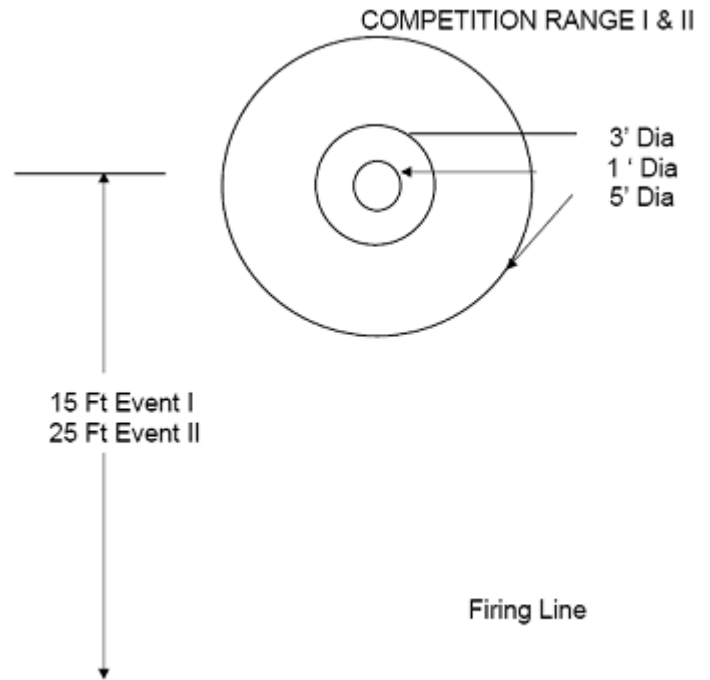 COMPETITION RANGE I & II
3' Dia
1 ' Dia
5' Dia
15 Ft Event I
25 Ft Event II
Firing Line